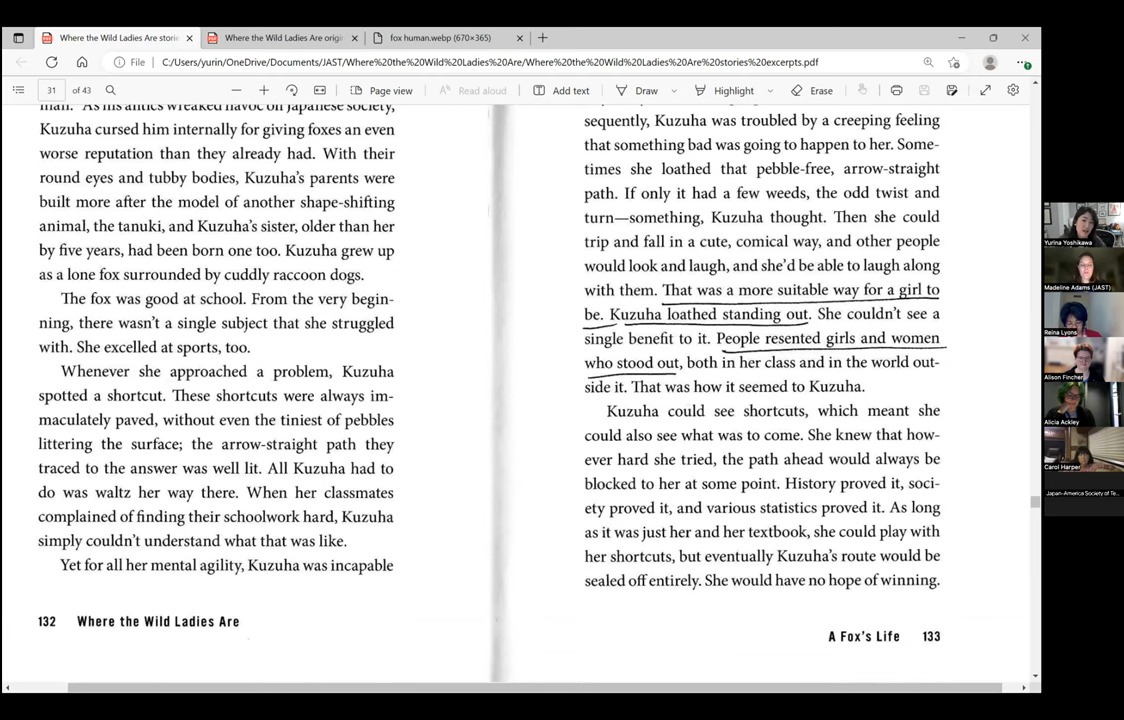 Where the Wild Ladies Are storie
Where the Wild Ladies Are origin
fox human.webp (670×365)
File
C:/Users/yurin/OneDrive/Documents/JAST/Where%20the%20Wild%20Ladies%20Are/Where%20the%20Wild%20Ladies%20Are%20stories%20excerpts.pdf
31 of 43
Page view
Read aloud
Add text
Draw
Highlight
Erase
man. As his antics wreaked havoc on Japanese society,
Kuzuha cursed him internally for giving foxes an even
worse reputation than they already had. With their
round eyes and tubby bodies, Kuzuha's parents were
built more after the model of another shape-shifting
animal, the tanuki, and Kuzuha's sister, older than her
by five years, had been born one too. Kuzuha grew up
as a lone fox surrounded by cuddly raccoon dogs.
The fox was good at school. From the very begin-
ning, there wasn't a single subject that she struggled
with. She excelled at sports, too.
Whenever she approached a problem, Kuzuha
spotted a shortcut. These shortcuts were always im-
maculately paved, without even the tiniest of pebbles
littering the surface; the arrow-straight path they
traced to the answer was well lit. All Kuzuha had to
do was waltz her way there. When her classmates
complained of finding their schoolwork hard, Kuzuha
simply couldn't understand what that was like.
Yet for all her mental agility, Kuzuha was incapable
132 Where the Wild Ladies Are
sequently, Kuzuha was troubled by a creeping feeling
that something bad was going to happen to her. Some-
times she loathed that pebble-free, arrow-straight
path. If only it had a few weeds, the odd twist and
turn—something, Kuzuha thought. Then she could
trip and fall in a cute, comical way, and other people
would look and laugh, and she'd be able to laugh along
with them. That was a more suitable way for a girl to
be. Kuzuha loathed standing out. She couldn't see a
single benefit to it. People resented girls and women
who stood out, both in her class and in the world out-
side it. That was how it seemed to Kuzuha.
Kuzuha could see shortcuts, which meant she
could also see what was to come. She knew that how-
ever hard she tried, the path ahead would always be
blocked to her at some point. History proved it, soci-
ety proved it, and various statistics proved it. As long
as it was just her and her textbook, she could play with
her shortcuts, but eventually Kuzuha's route would be
sealed off entirely. She would have no hope of winning.
A Fox's Life 133
Yurina Yoshikawa
Madeline Adams (JAST)
Reina Lyons
Alison Fincher
Alicia Ackley
Carol Harper
Japan-America Society of Te...